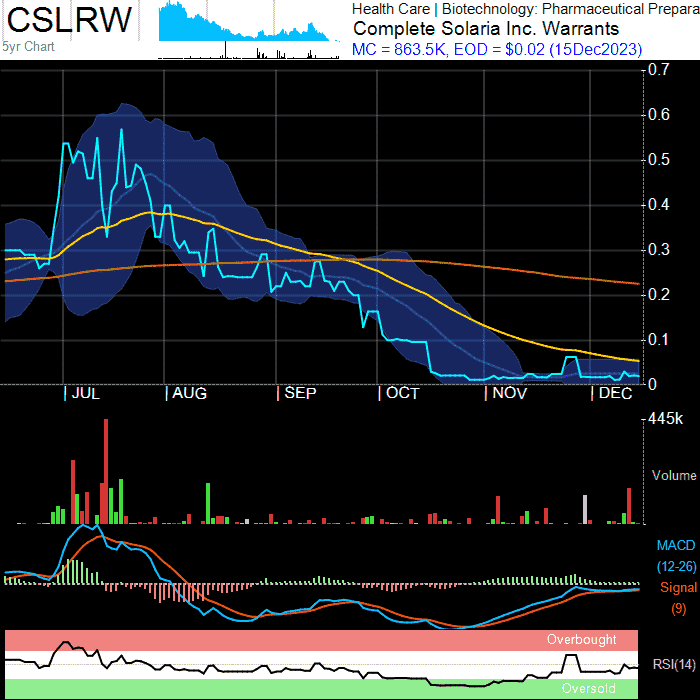 CSLRW
5yr Chart
Health Care | Biotechnology: Pharmaceutical Prepara
Complete Solaria Inc. Warrants
MC = 863.5K, EOD = $0.02 (15Dec2023)
0.7
0.6
0.5
0.4
0.3
0.2
0.1
0
| JUL | AUG | SEP | OCT | NOV | DEC
445k
Volume
MACD
(12-26)
Signal
(9)
Overbought
RSI(14)
Oversold